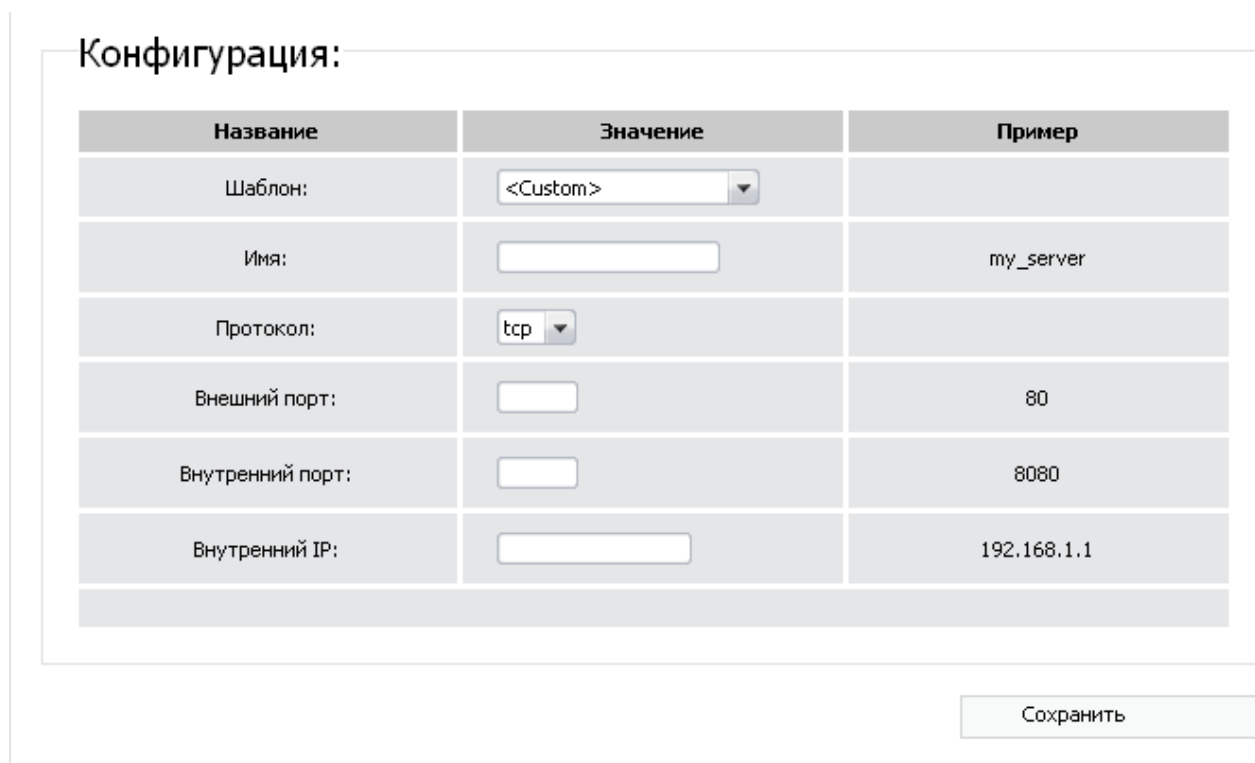 Конфигурация:
Название Значение Пример
Шаблон: <Custom>
Имя: my_server
Протокол: tcp
Внешний порт: 80
Внутренний порт: 8080
Внутренний IP: 192.168.1.1
Сохранить